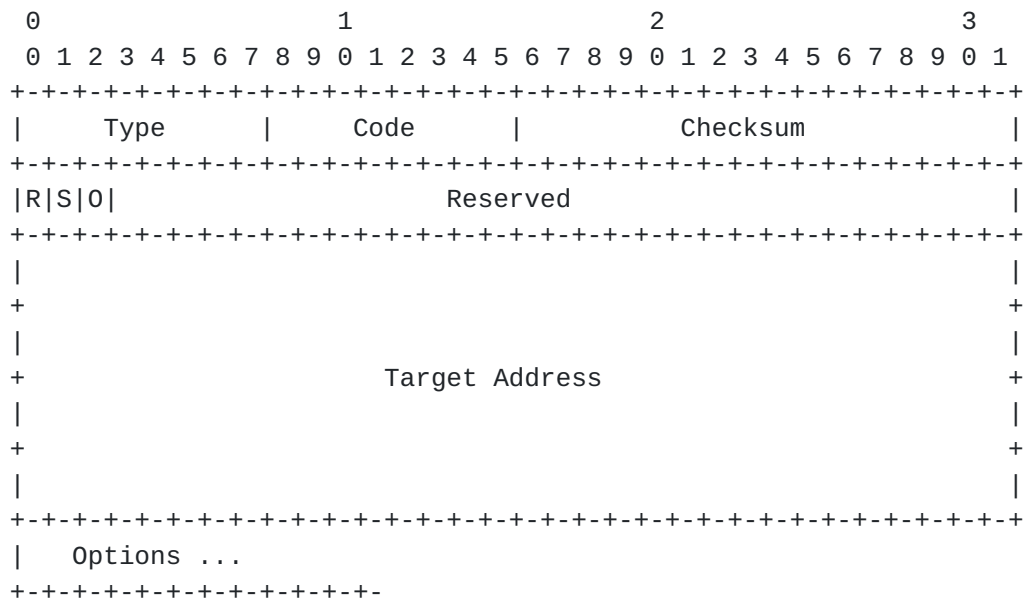 0                   1                   2                   3
 0 1 2 3 4 5 6 7 8 9 0 1 2 3 4 5 6 7 8 9 0 1 2 3 4 5 6 7 8 9 0 1
+-+-+-+-+-+-+-+-+-+-+-+-+-+-+-+-+-+-+-+-+-+-+-+-+-+-+-+-+-+-+-+-+
|     Type      |     Code      |          Checksum             |
+-+-+-+-+-+-+-+-+-+-+-+-+-+-+-+-+-+-+-+-+-+-+-+-+-+-+-+-+-+-+-+-+
|R|S|O|                     Reserved                            |
+-+-+-+-+-+-+-+-+-+-+-+-+-+-+-+-+-+-+-+-+-+-+-+-+-+-+-+-+-+-+-+-+
|                                                               |
+                                                               +
|                                                               |
+                       Target Address                          +
|                                                               |
+                                                               +
|                                                               |
+-+-+-+-+-+-+-+-+-+-+-+-+-+-+-+-+-+-+-+-+-+-+-+-+-+-+-+-+-+-+-+-+
|   Options ...
+-+-+-+-+-+-+-+-+-+-+-+-